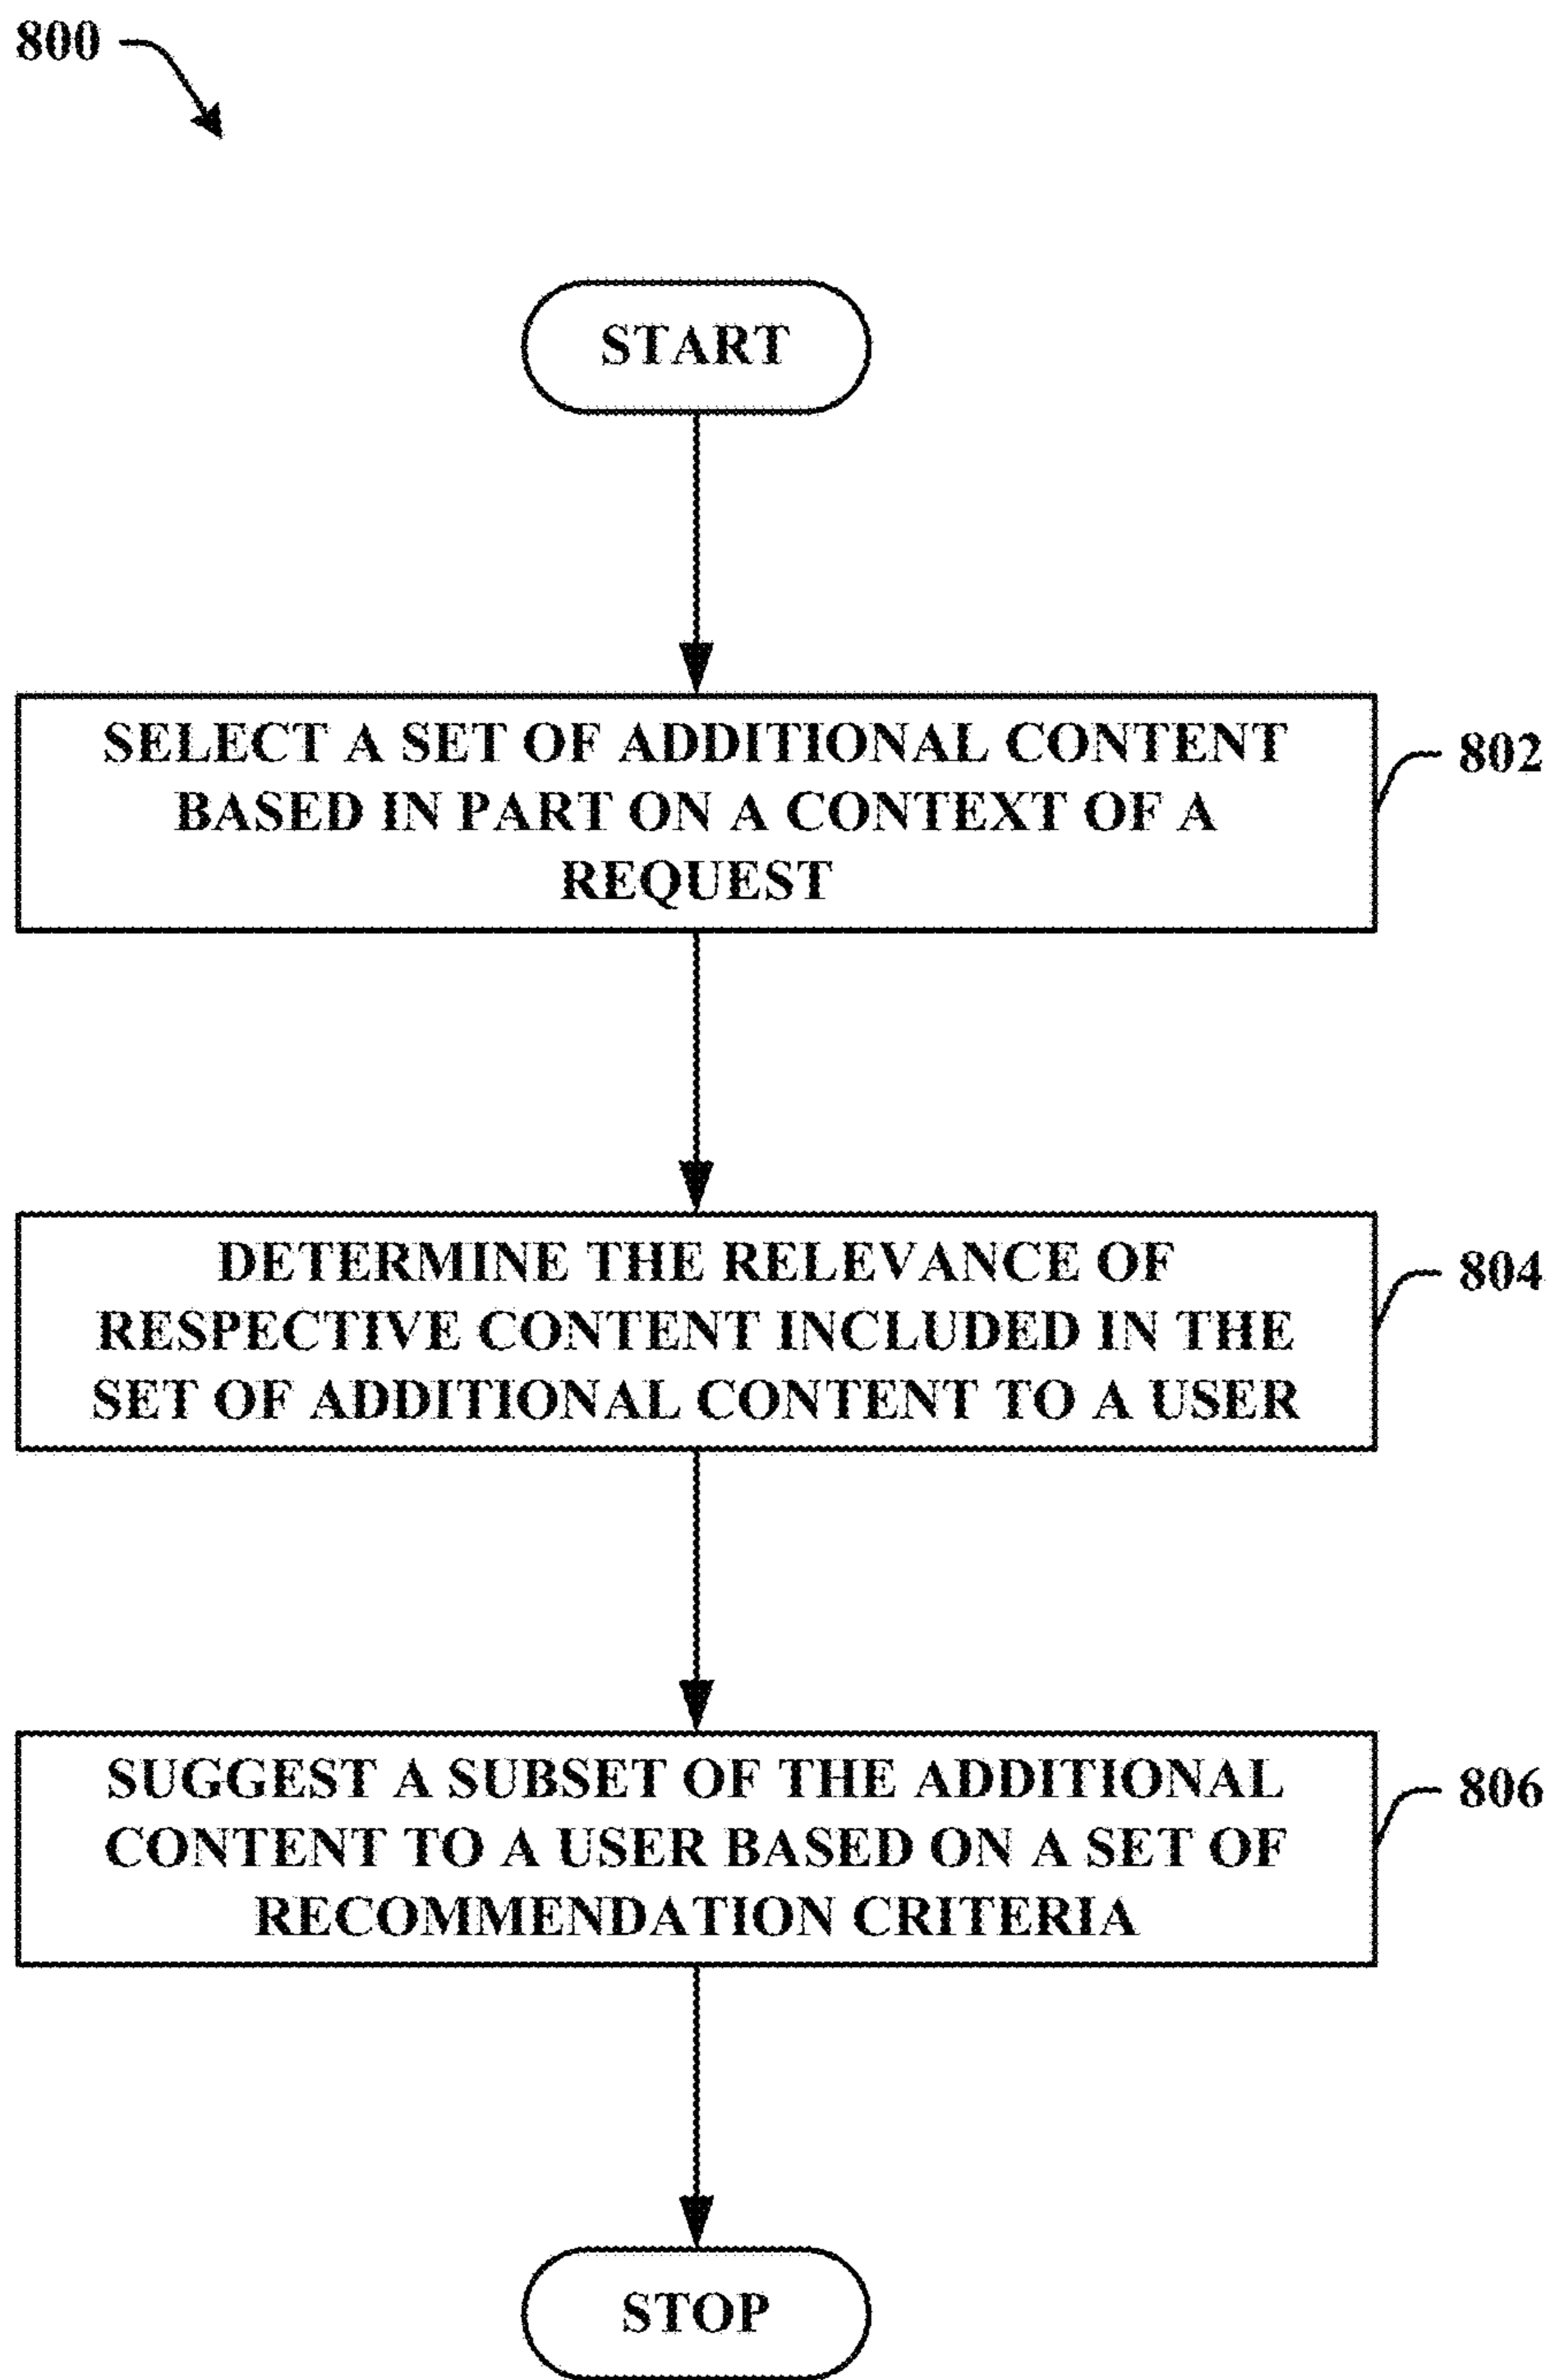 800
START
SELECT A SET OF ADDITIONAL CONTENT
BASED IN PART ON A CONTEXT OF A
REQUEST
802
DETERMINE THE RELEVANCE OF
RESPECTIVE CONTENT INCLUDED IN THE
SET OF ADDITIONAL CONTENT TO A USER
804
SUGGEST A SUBSET OF THE ADDITIONAL
CONTENT TO A USER BASED ON A SET OF
RECOMMENDATION CRITERIA
806
STOP